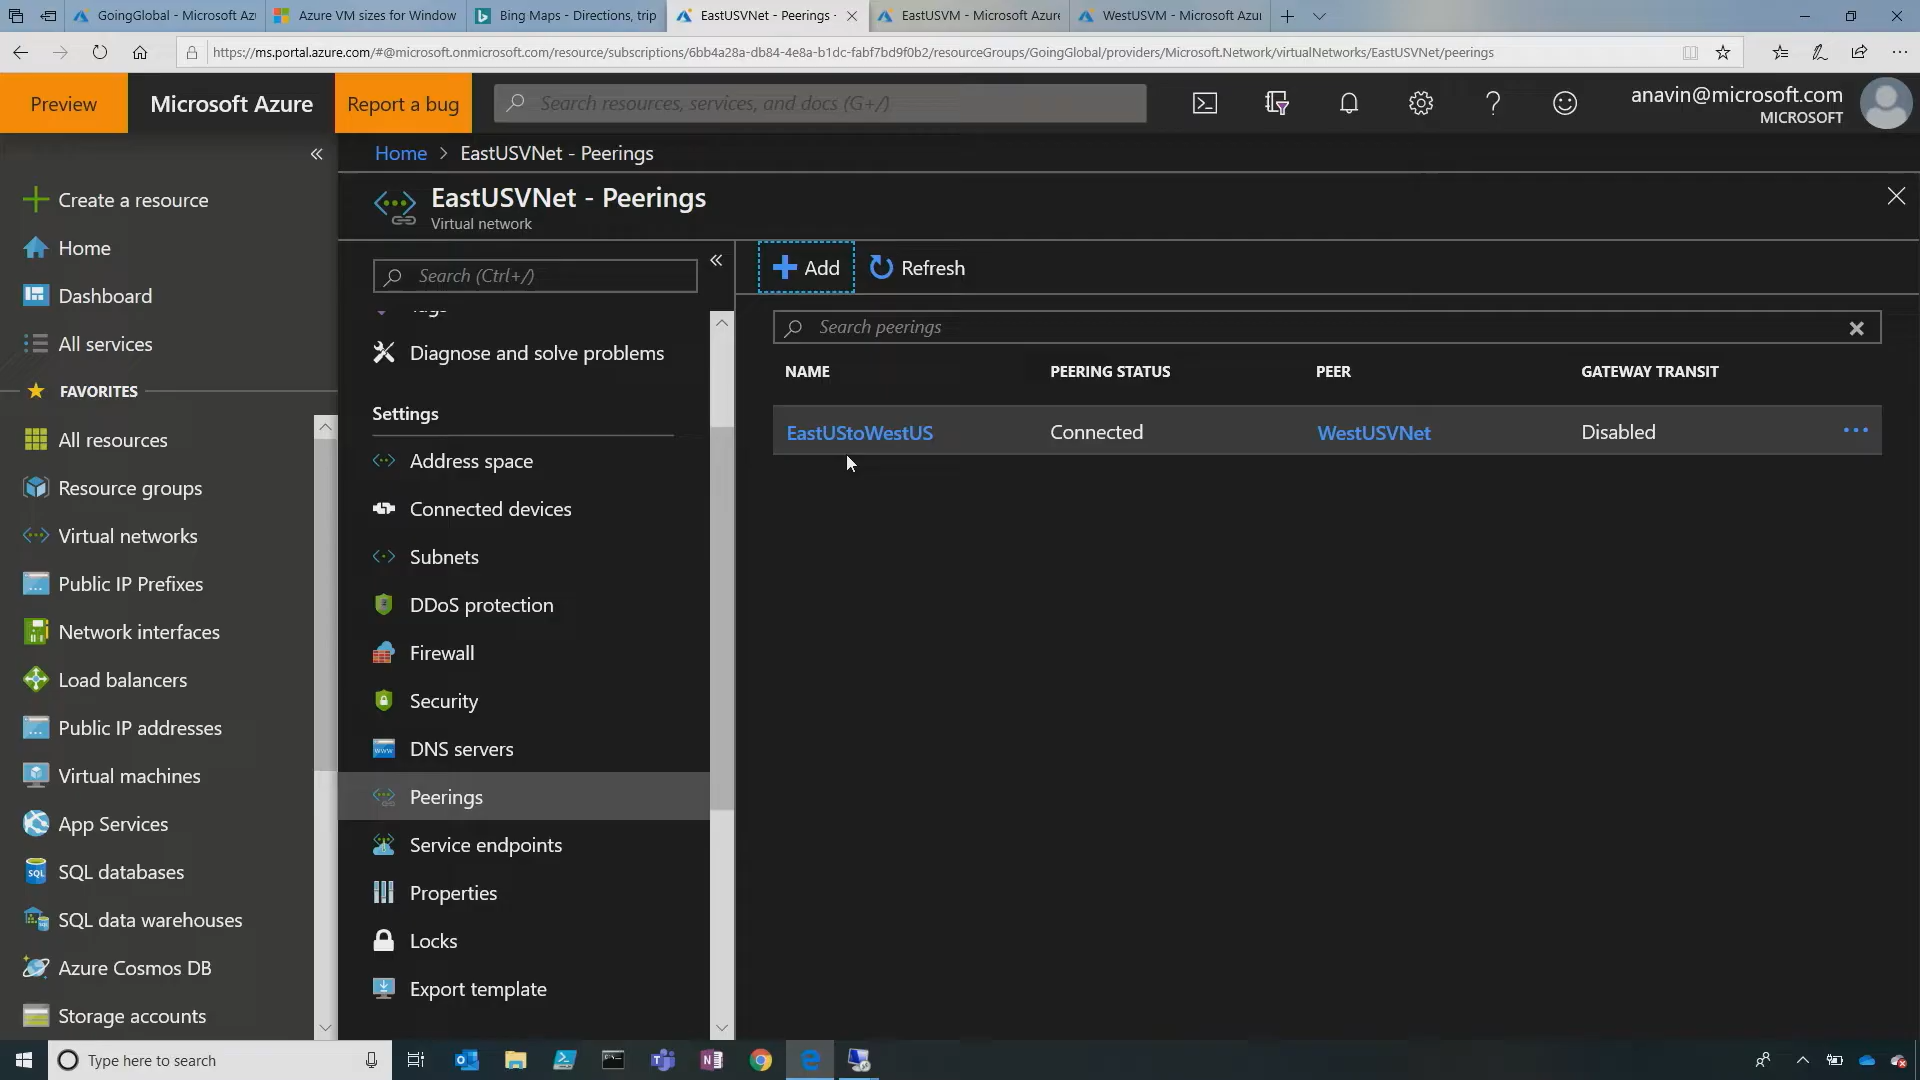 GoingGlobal - Microsoft Az
Azure VM sizes for Window
Bing Maps - Directions, trip
EastUSVNet - Peerings -
EastUSVM - Microsoft Azure
WestUSVM - Microsoft Azu
https://ms.portal.azure.com/#@microsoft.onmicrosoft.com/resource/subscriptions/6bb4a28a-db84-4e8a-b1dc-fabf7bd9f0b2/resourceGroups/GoingGlobal/providers/Microsoft.Network/virtualNetworks/EastUSVNet/peerings
Preview
Microsoft Azure
Report a bug
Search resources, services, and docs (G+/)
anavin@microsoft.com
MICROSOFT
Create a resource
Home
Dashboard
All services
FAVORITES
All resources
Resource groups
Virtual networks
Public IP Prefixes
Network interfaces
Load balancers
Public IP addresses
Virtual machines
App Services
SQL databases
SQL data warehouses
Azure Cosmos DB
Storage accounts
Home > EastUSVNet - Peerings
EastUSVNet - Peerings
Virtual network
Search (Ctrl+/)
Diagnose and solve problems
Settings
Address space
Connected devices
Subnets
DDoS protection
Firewall
Security
DNS servers
Peerings
Service endpoints
Properties
Locks
Export template
Add
Refresh
Search peerings
NAME PEERING STATUS PEER GATEWAY TRANSIT
EastUStoWestUS Connected WestUSVNet Disabled
Type here to search